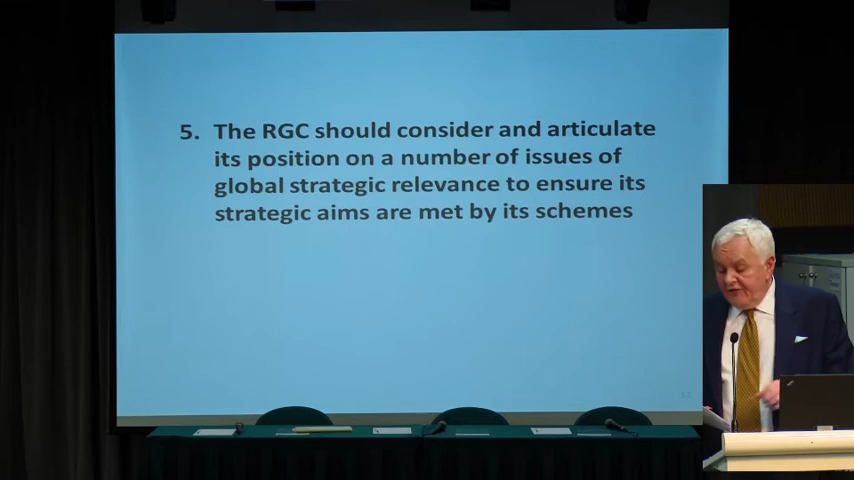 5. The RGC should consider and articulate
its position on a number of issues of
global strategic relevance to ensure its
strategic aims are met by its schemes